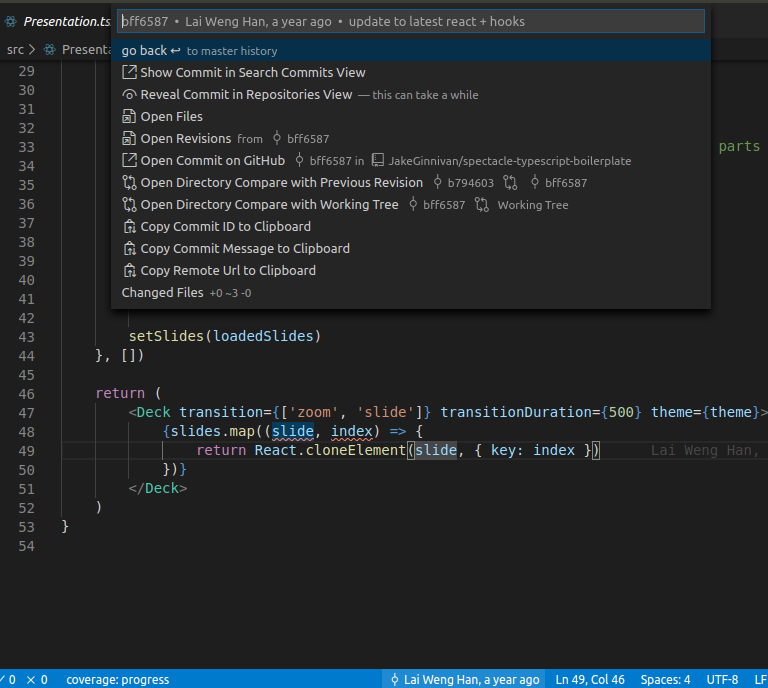 Presentation.ts
bff6587 • Lai Weng Han, a year ago • update to latest react + hooks
src > Presenta
go back ↩ to master history
Show Commit in Search Commits View
Reveal Commit in Repositories View — this can take a while
Open Files
Open Revisions from bff6587
Open Commit on GitHub bff6587 in JakeGinnivan/spectacle-typescript-boilerplate
Open Directory Compare with Previous Revision b794603 bff6587
Open Directory Compare with Working Tree bff6587 Working Tree
Copy Commit ID to Clipboard
Copy Commit Message to Clipboard
Copy Remote Url to Clipboard
Changed Files +0 ~3 -0
29
30
31
32
33 parts
34
35
36
37
38
39
40
41
42
43 setSlides(loadedSlides)
44 }, [])
45
46 return (
47 <Deck transition={['zoom', 'slide']} transitionDuration={500} theme={theme}>
48 {slides.map((slide, index) => {
49 return React.cloneElement(slide, { key: index }) Lai Weng Han,
50 })}
51 </Deck>
52 )
53 }
54
0 × 0 coverage: progress Lai Weng Han, a year ago Ln 49, Col 46 Spaces: 4 UTF-8 LF